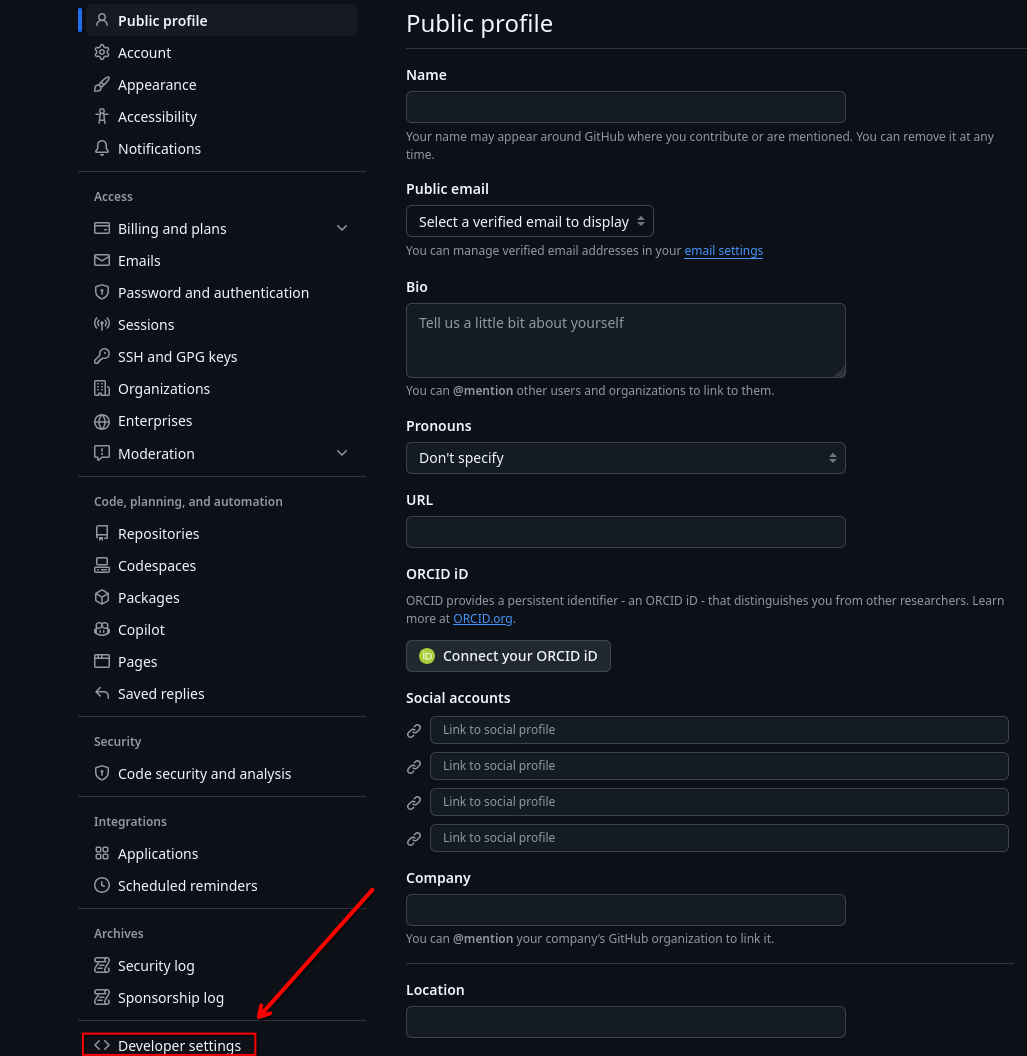 Public profile
Account
Appearance
Accessibility
Notifications
Access
Billing and plans
Emails
Password and authentication
Sessions
SSH and GPG keys
Organizations
Enterprises
Moderation
Code, planning, and automation
Repositories
Codespaces
Packages
Copilot
Pages
Saved replies
Security
Code security and analysis
Integrations
Applications
Scheduled reminders
Archives
Security log
Sponsorship log
Developer settings
Public profile
Name
Your name may appear around GitHub where you contribute or are mentioned. You can remove it at any
time.
Public email
Select a verified email to display
You can manage verified email addresses in your email settings
Bio
Tell us a little bit about yourself
You can @mention other users and organizations to link to them.
Pronouns
Don't specify
URL
ORCID iD
ORCID provides a persistent identifier - an ORCID iD - that distinguishes you from other researchers. Learn
more at ORCID.org.
iD Connect your ORCID iD
Social accounts
Link to social profile
Link to social profile
Link to social profile
Link to social profile
Company
You can @mention your company's GitHub organization to link it.
Location